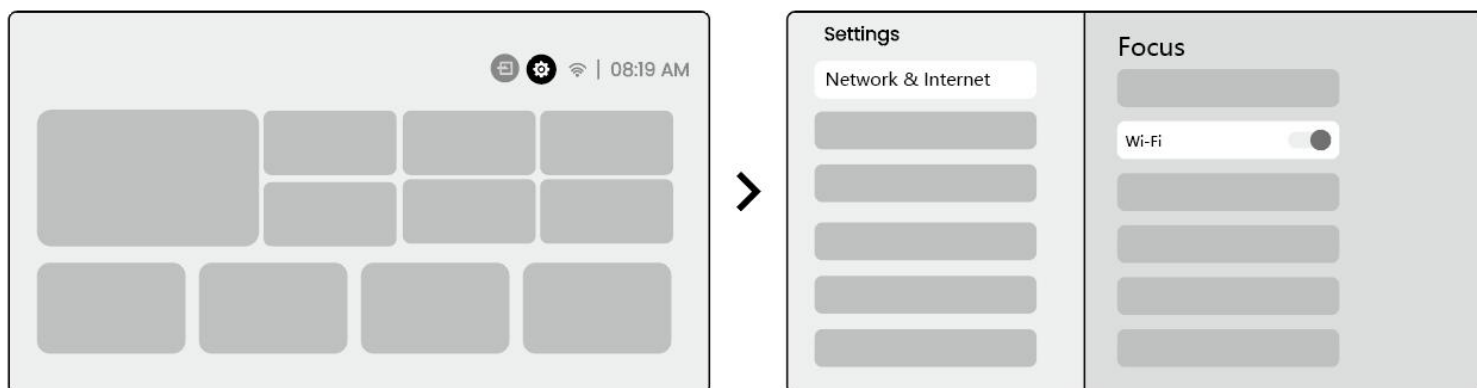 08:19 AM
Settings
Network & Internet
Focus
Wi-Fi